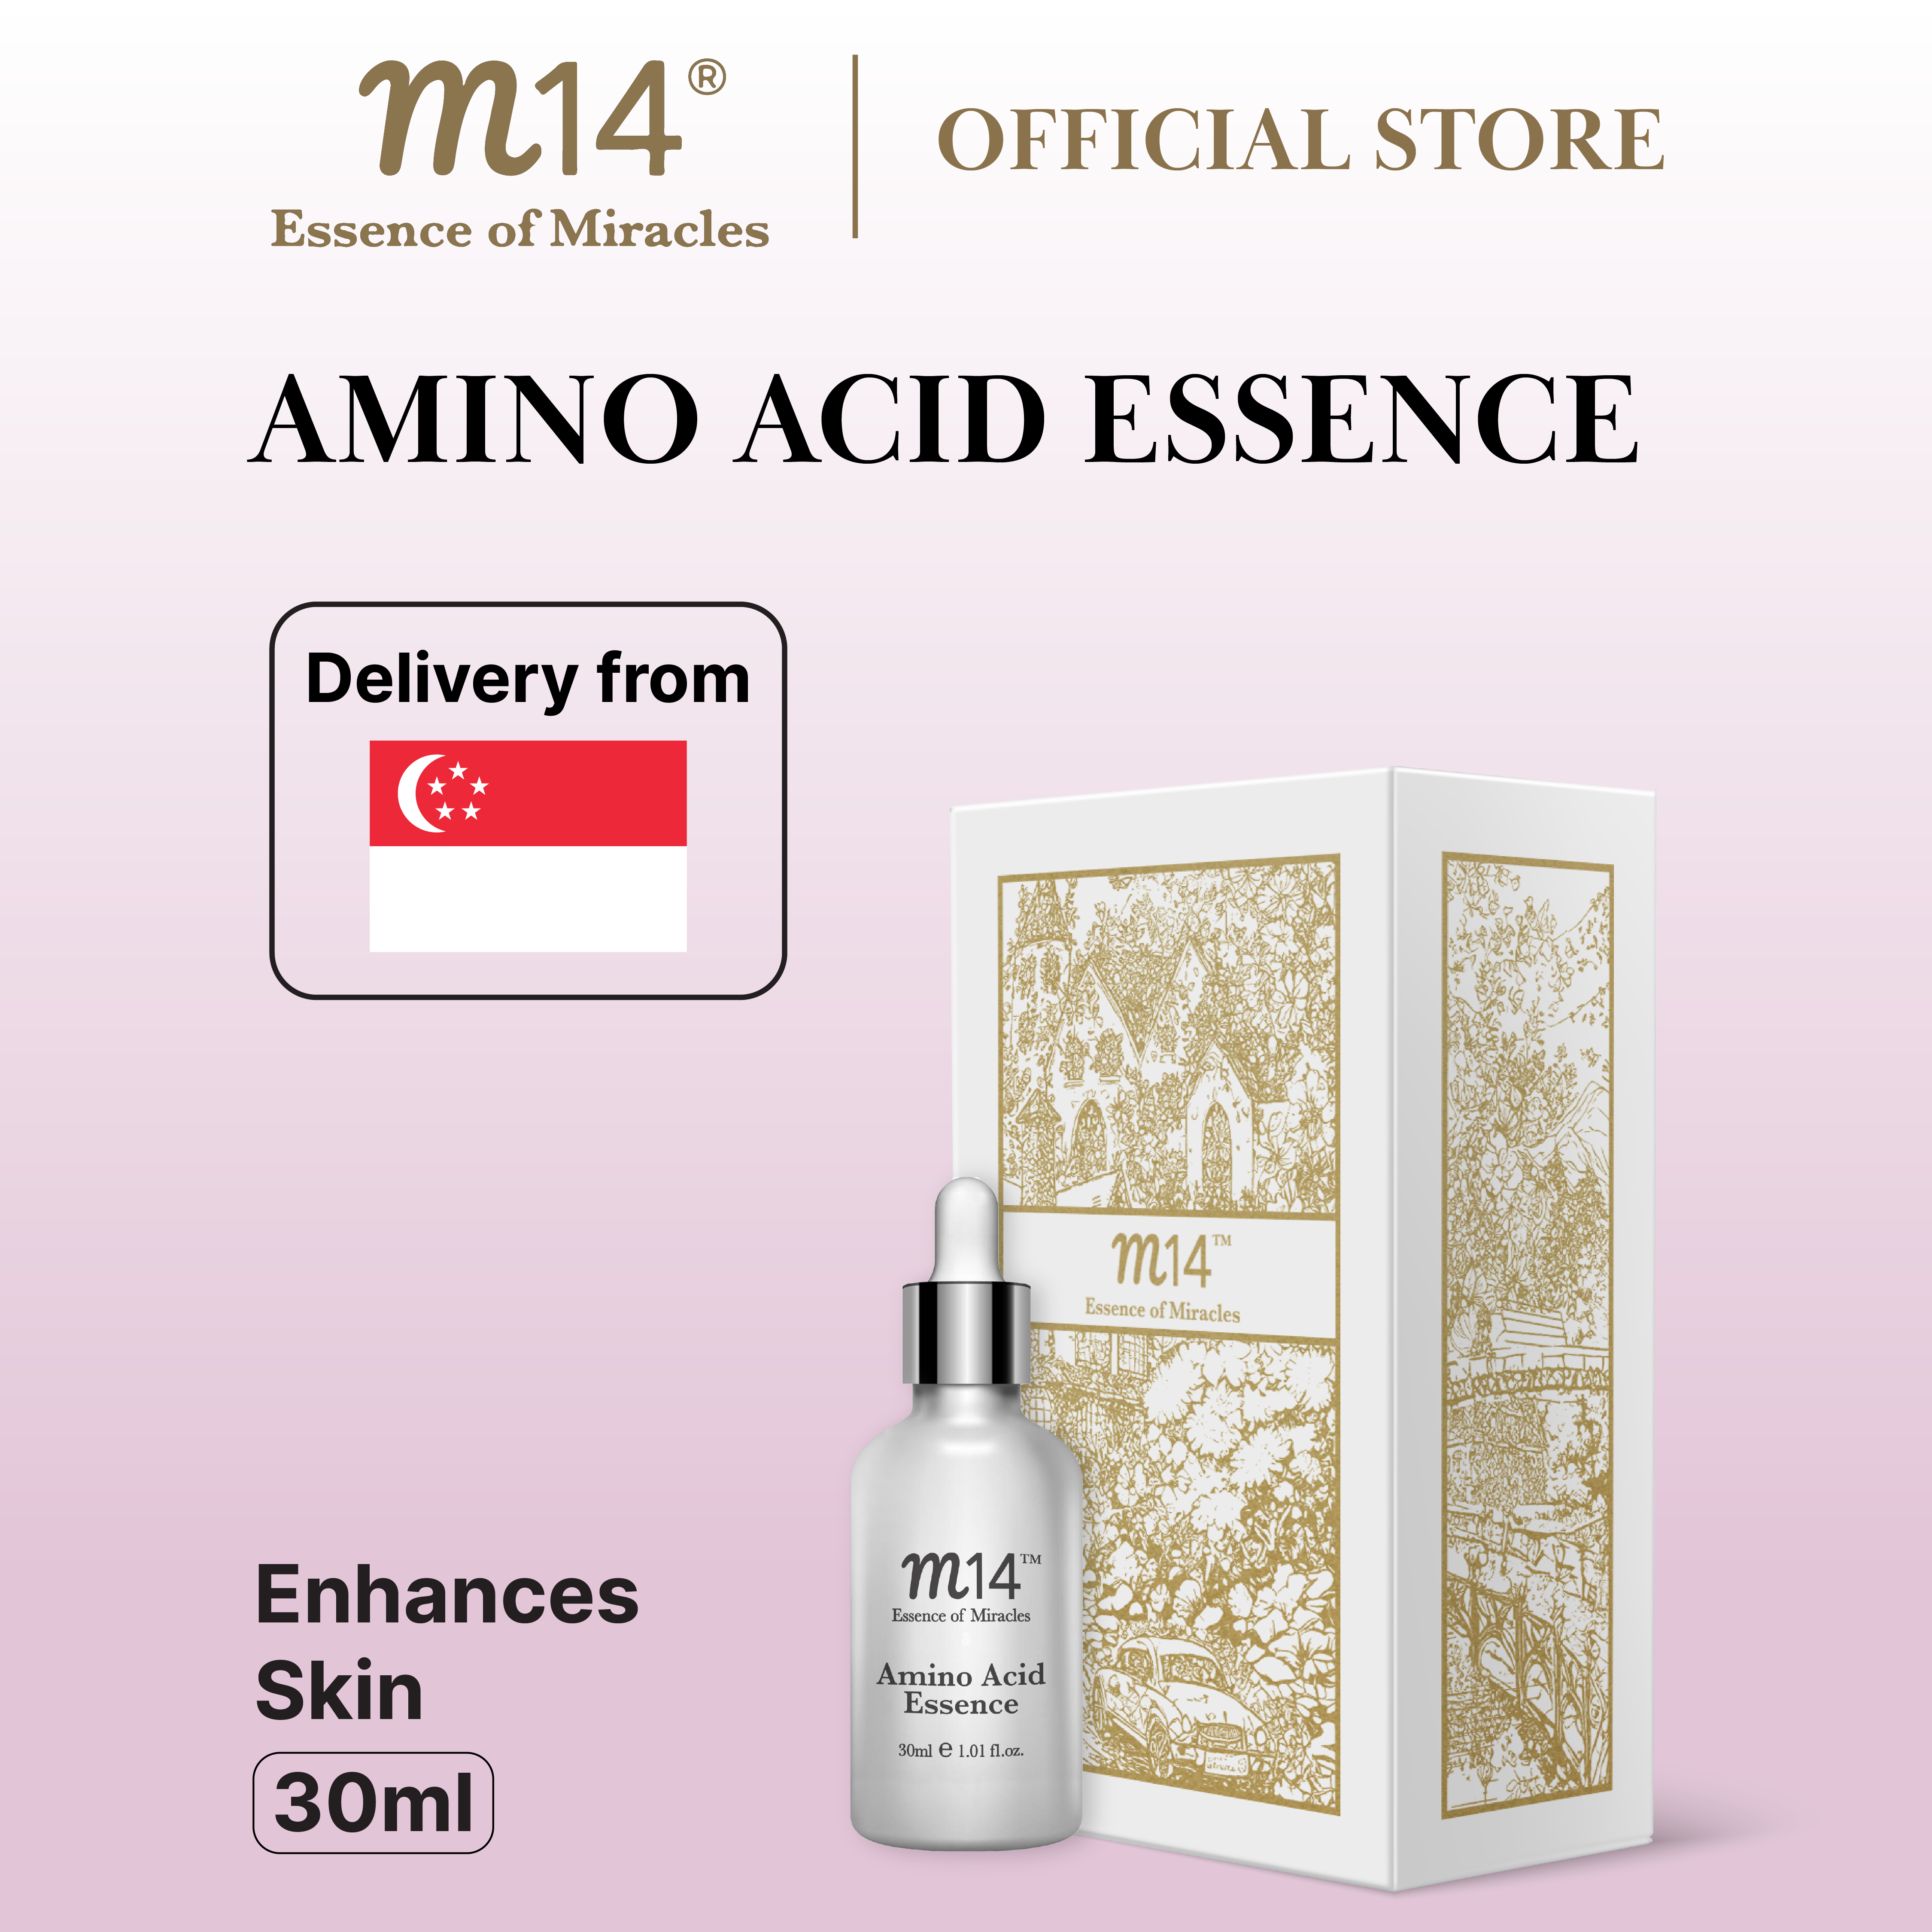 m14®
Essence of Miracles
OFFICIAL STORE
AMINO ACID ESSENCE
Delivery from
m14™
Essence of Miracles
m14™
Essence of Miracles
Amino Acid
Essence
30ml ℮ 1.01 fl.oz.
Enhances
Skin
30ml